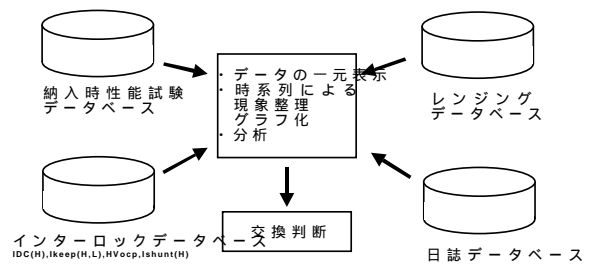 納入時性能試験
データベース
・データの一元表示
・時系列による
現象整理
グラフ化
・分析
レンジング
データベース
インターロックデータベース
IDC(H),Ikeep(H,L),HVocp,Ishunt(H)
交換判断
日誌データベース